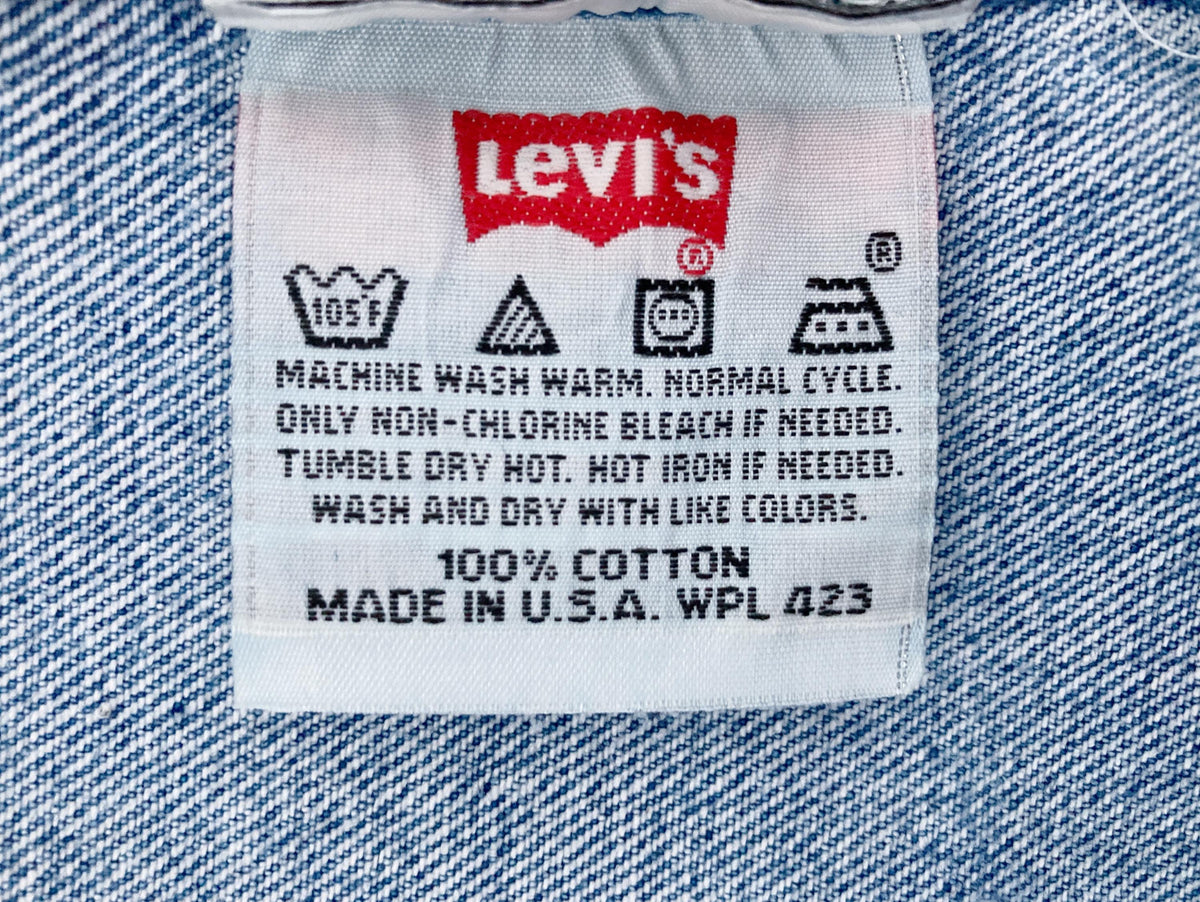 Levi's
®
®
105°F
MACHINE WASH WARM. NORMAL CYCLE.
ONLY NON-CHLORINE BLEACH IF NEEDED.
TUMBLE DRY HOT. HOT IRON IF NEEDED.
WASH AND DRY WITH LIKE COLORS.
100% COTTON
MADE IN U.S.A. WPL 423